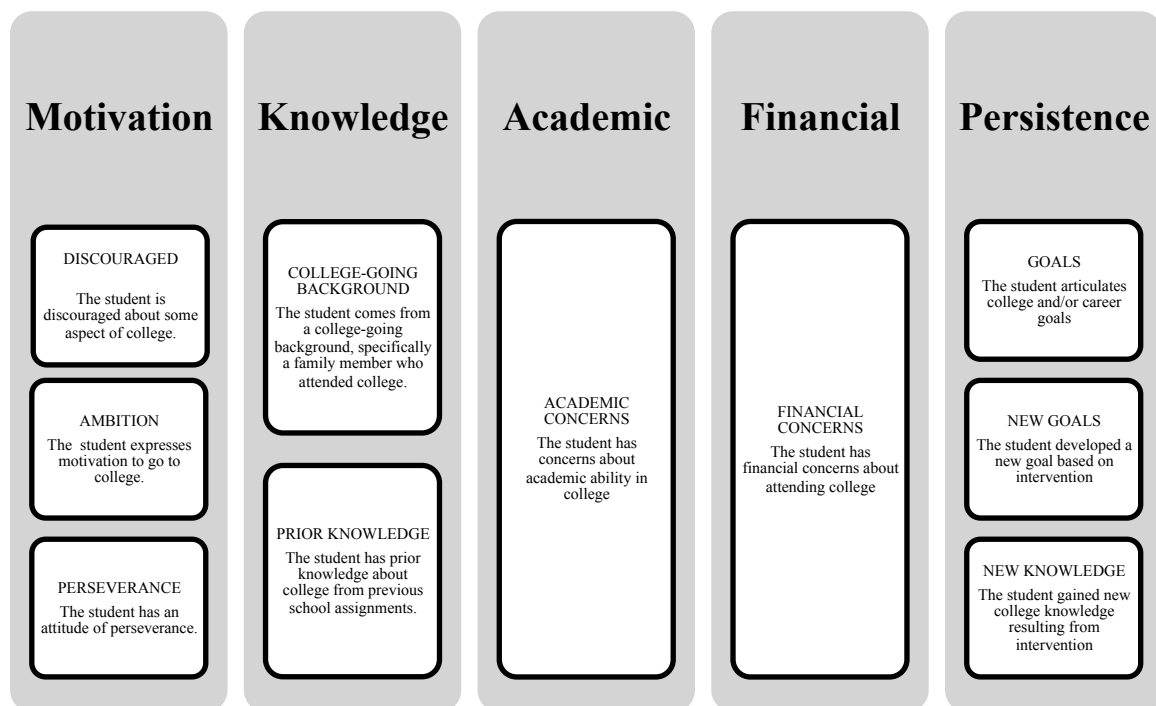 Motivation
DISCOURAGED
The student is
discouraged about some
aspect of college.
AMBITION
The student expresses
motivation to go to
college.
PERSEVERANCE
The student has an
attitude of perseverance.
Knowledge
COLLEGE-GOING
BACKGROUND
The student comes from
a college-going
background, specifically
a family member who
attended college.
PRIOR KNOWLEDGE
The student has prior
knowledge about
college from previous
school assignments.
Academic
ACADEMIC
CONCERNS
The student has
concerns about
academic ability in
college
Financial
FINANCIAL
CONCERNS
The student has
financial concerns about
attending college
Persistence
GOALS
The student articulates
college and/or career
goals
NEW GOALS
The student developed a
new goal based on
intervention
NEW KNOWLEDGE
The student gained new
college knowledge
resulting from
intervention